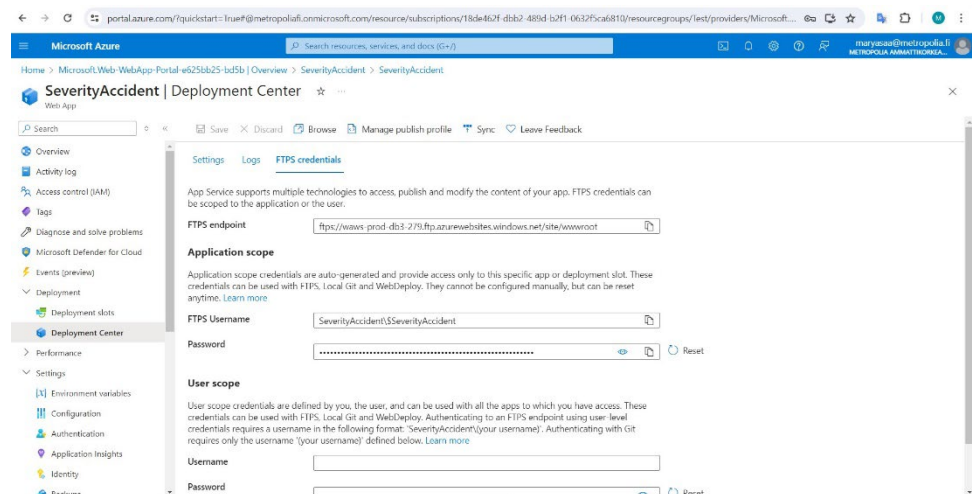 portal.azure.com/?quickstart=True#@metropoliafi.onmicrosoft.com/resource/subscriptions/18de462f-dbb2-489d-b2f1-0632f5ca6810/resourcegroups/Test/providers/Microsoft...
Microsoft Azure
Search resources, services, and docs (G+/)
maryasaa@metropolia.fi
METROPOLIA AMMATTIKORKEA...
Home > Microsoft.Web-WebApp-Portal-e625bb25-bd5b | Overview > SeverityAccident > SeverityAccident
SeverityAccident | Deployment Center
Web App
Search
Save Discard Browse Manage publish profile Sync Leave Feedback
Overview
Activity log
Access control (IAM)
Tags
Diagnose and solve problems
Microsoft Defender for Cloud
Events (preview)
Deployment
Deployment slots
Deployment Center
Performance
Settings
Environment variables
Configuration
Authentication
Application Insights
Identity
Backups
Settings Logs FTPS credentials
App Service supports multiple technologies to access, publish and modify the content of your app. FTPS credentials can
be scoped to the application or the user.
FTPS endpoint ftps://waws-prod-db3-279.ftp.azurewebsites.windows.net/site/wwwroot
Application scope
Application scope credentials are auto-generated and provide access only to this specific app or deployment slot. These
credentials can be used with FTPS, Local Git and WebDeploy. They cannot be configured manually, but can be reset
anytime. Learn more
FTPS Username SeverityAccident\$SeverityAccident
Password Reset
User scope
User scope credentials are defined by you, the user, and can be used with all the apps to which you have access. These
credentials can be used with FTPS, Local Git and WebDeploy. Authenticating to an FTPS endpoint using user-level
credentials requires a username in the following format: 'SeverityAccident\(your username)'. Authenticating with Git
requires only the username '(your username)' defined below. Learn more
Username
Password Reset